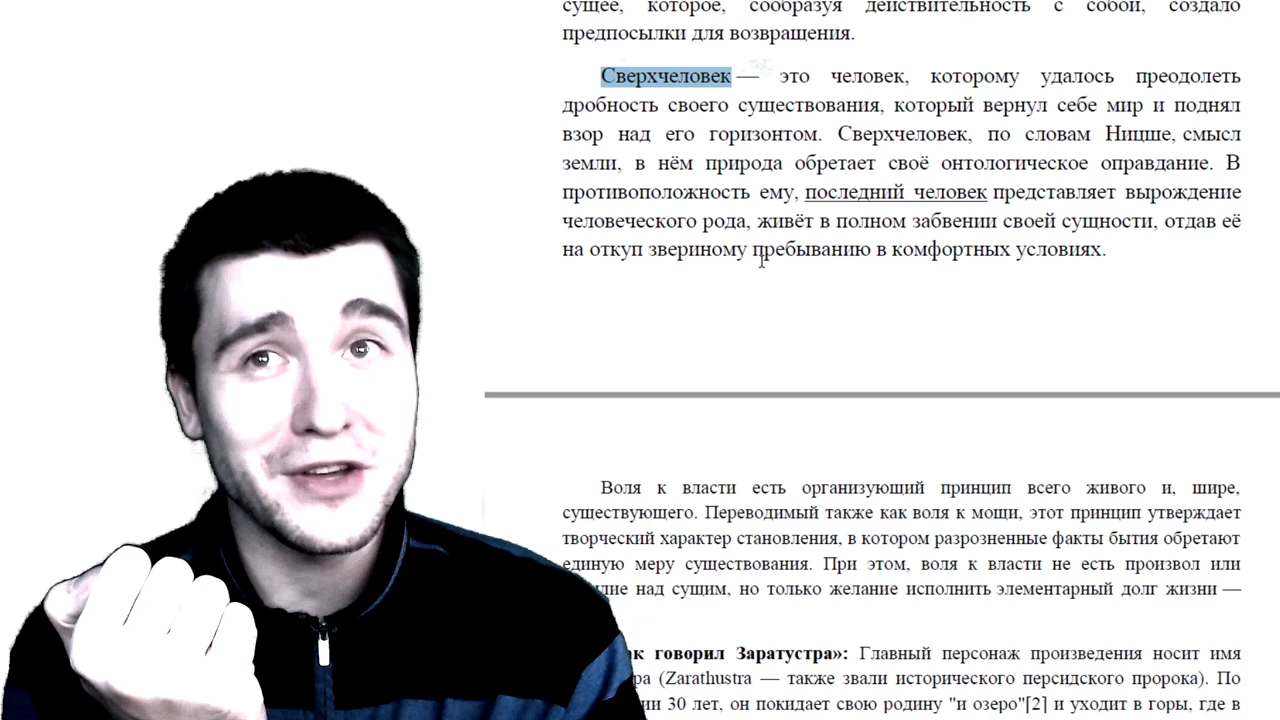 сущее, которое, сообразуя действительность с собой, создало
предпосылки для возвращения.
Сверхчеловек — это человек, которому удалось преодолеть
дробность своего существования, который вернул себе мир и поднял
взор над его горизонтом. Сверхчеловек, по словам Ницше, смысл
земли, в нём природа обретает своё онтологическое оправдание. В
противоположность ему, последний человек представляет вырождение
человеческого рода, живёт в полном забвении своей сущности, отдав её
на откуп звериному пребыванию в комфортных условиях.
Воля к власти есть организующий принцип всего живого и, шире,
существующего. Переводимый также как воля к мощи, этот принцип утверждает
творческий характер становления, в котором разрозненные факты бытия обретают
единую меру существования. При этом, воля к власти не есть произвол или
над сущим, но только желание исполнить элементарный долг жизни —
говорил Заратустра»: Главный персонаж произведения носит имя
(Zarathustra — также звали исторического персидского пророка). По
30 лет, он покидает свою родину "и озеро"[2] и уходит в горы, где в